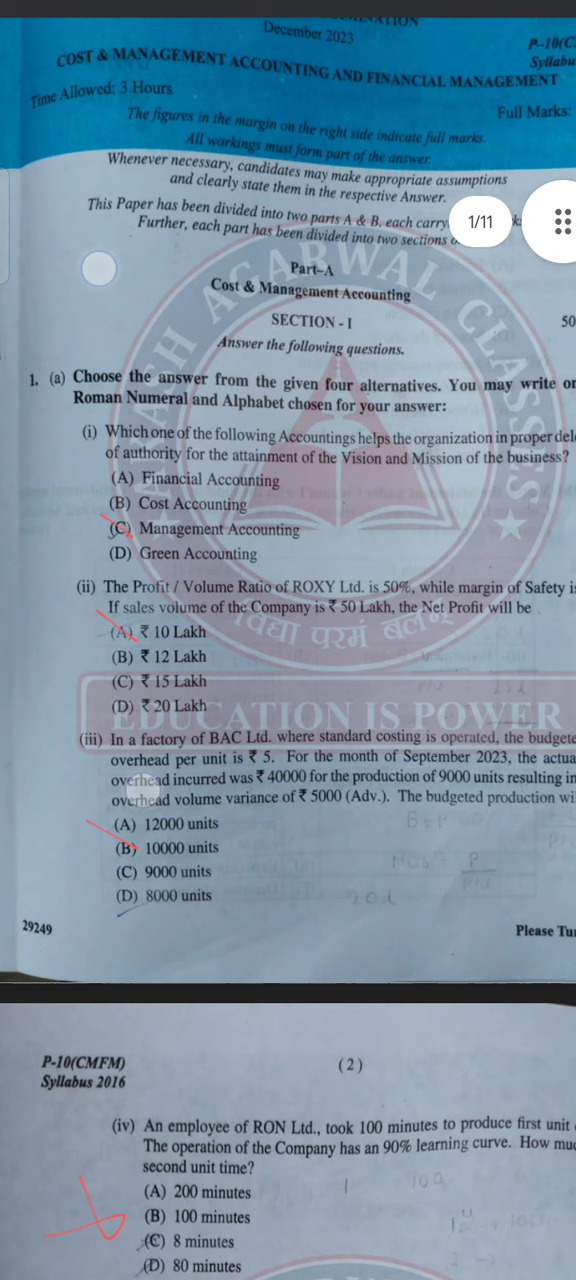 December 2023
P–10(C
Syllabu
COST & MANAGEMENT ACCOUNTING AND FINANCIAL MANAGEMENT
Time Allowed: 3 Hours
Full Marks:
The figures in the margin on the right side indicate full marks.
All workings must form part of the answer.
Whenever necessary, candidates may make appropriate assumptions
and clearly state them in the respective Answer.
This Paper has been divided into two parts A & B, each carry
1/11
Further, each part has been divided into two sections
AKASH AGARWAL CLASSES
Part–A
Cost & Management Accounting
SECTION - I
50
Answer the following questions.
1. (a) Choose the answer from the given four alternatives. You may write or
Roman Numeral and Alphabet chosen for your answer:
(i) Which one of the following Accountings helps the organization in proper del
of authority for the attainment of the Vision and Mission of the business?
(A) Financial Accounting
(B) Cost Accounting
(C) Management Accounting
(D) Green Accounting
(ii) The Profit / Volume Ratio of ROXY Ltd. is 50%, while margin of Safety is
If sales volume of the Company is ₹ 50 Lakh, the Net Profit will be
विद्या परमं बलम्
(A) ₹ 10 Lakh
(B) ₹ 12 Lakh
(C) ₹ 15 Lakh
(D) ₹ 20 Lakh
EDUCATION IS POWER
(iii) In a factory of BAC Ltd. where standard costing is operated, the budgete
overhead per unit is ₹ 5. For the month of September 2023, the actua
overhead incurred was ₹ 40000 for the production of 9000 units resulting in
overhead volume variance of ₹ 5000 (Adv.). The budgeted production wi
(A) 12000 units
(B) 10000 units
(C) 9000 units
(D) 8000 units
29249
Please Tu
P-10(CMFM)
Syllabus 2016
(2)
(iv) An employee of RON Ltd., took 100 minutes to produce first unit
The operation of the Company has an 90% learning curve. How muc
second unit time?
(A) 200 minutes
(B) 100 minutes
(C) 8 minutes
(D) 80 minutes